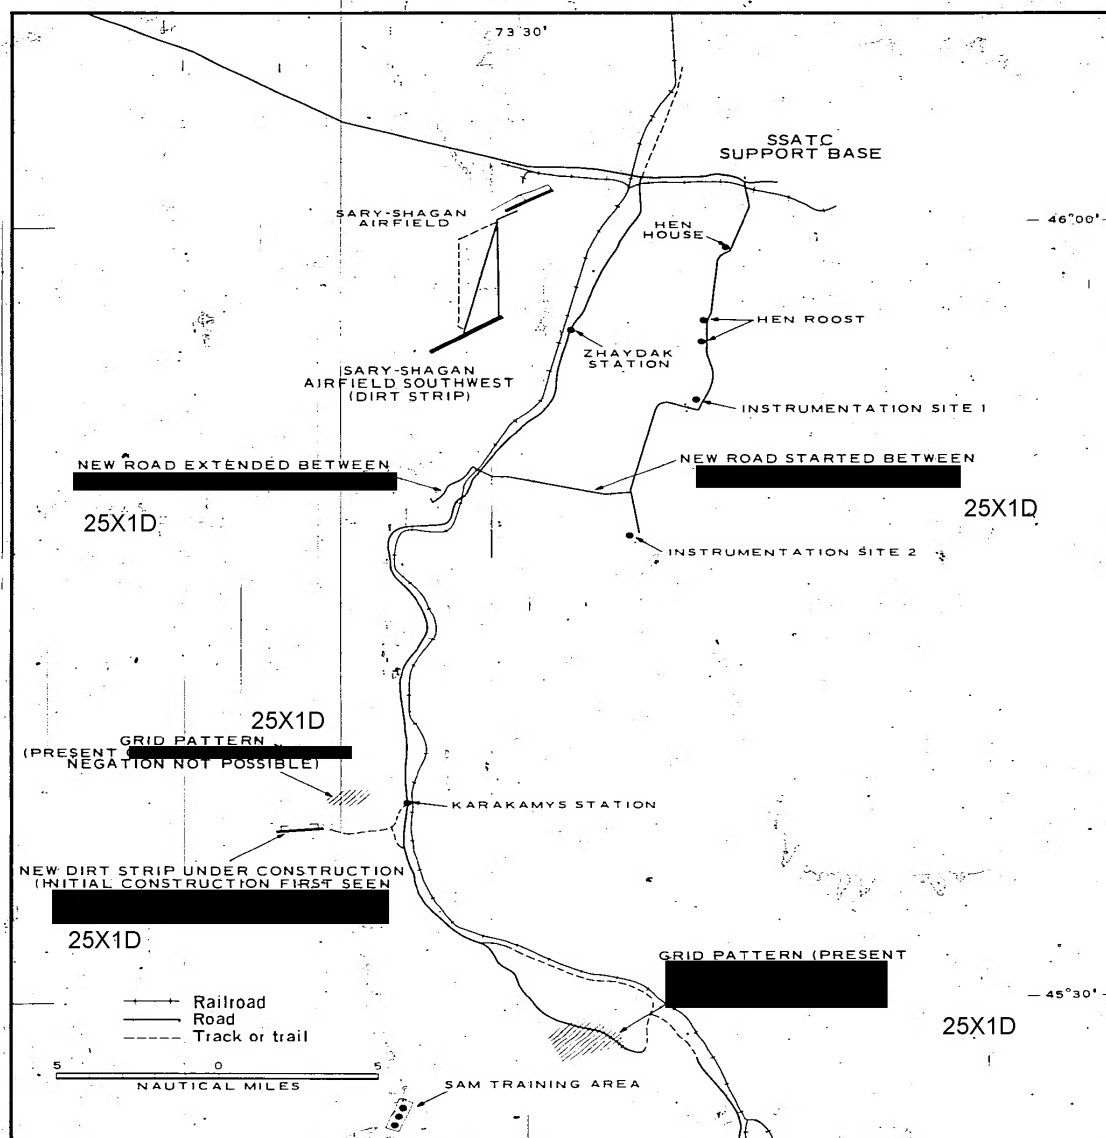 73°30'
SSATC
SUPPORT BASE
SARY-SHAGAN
AIRFIELD
46°00'
HEN
HOUSE
HEN ROOST
ZHAYDAK
STATION
SARY-SHAGAN
AIRFIELD SOUTHWEST
(DIRT STRIP)
INSTRUMENTATION SITE 1
NEW ROAD EXTENDED BETWEEN
NEW ROAD STARTED BETWEEN
25X1D
25X1D
INSTRUMENTATION SITE 2
25X1D
GRID PATTERN
(PRESENT
NEGATION NOT POSSIBLE)
KARAKAMYS STATION
NEW DIRT STRIP UNDER CONSTRUCTION
(INITIAL CONSTRUCTION FIRST SEEN
25X1D
GRID PATTERN (PRESENT
45°30'
25X1D
Railroad
Road
Track or trail
5 0 5
NAUTICAL MILES
SAM TRAINING AREA